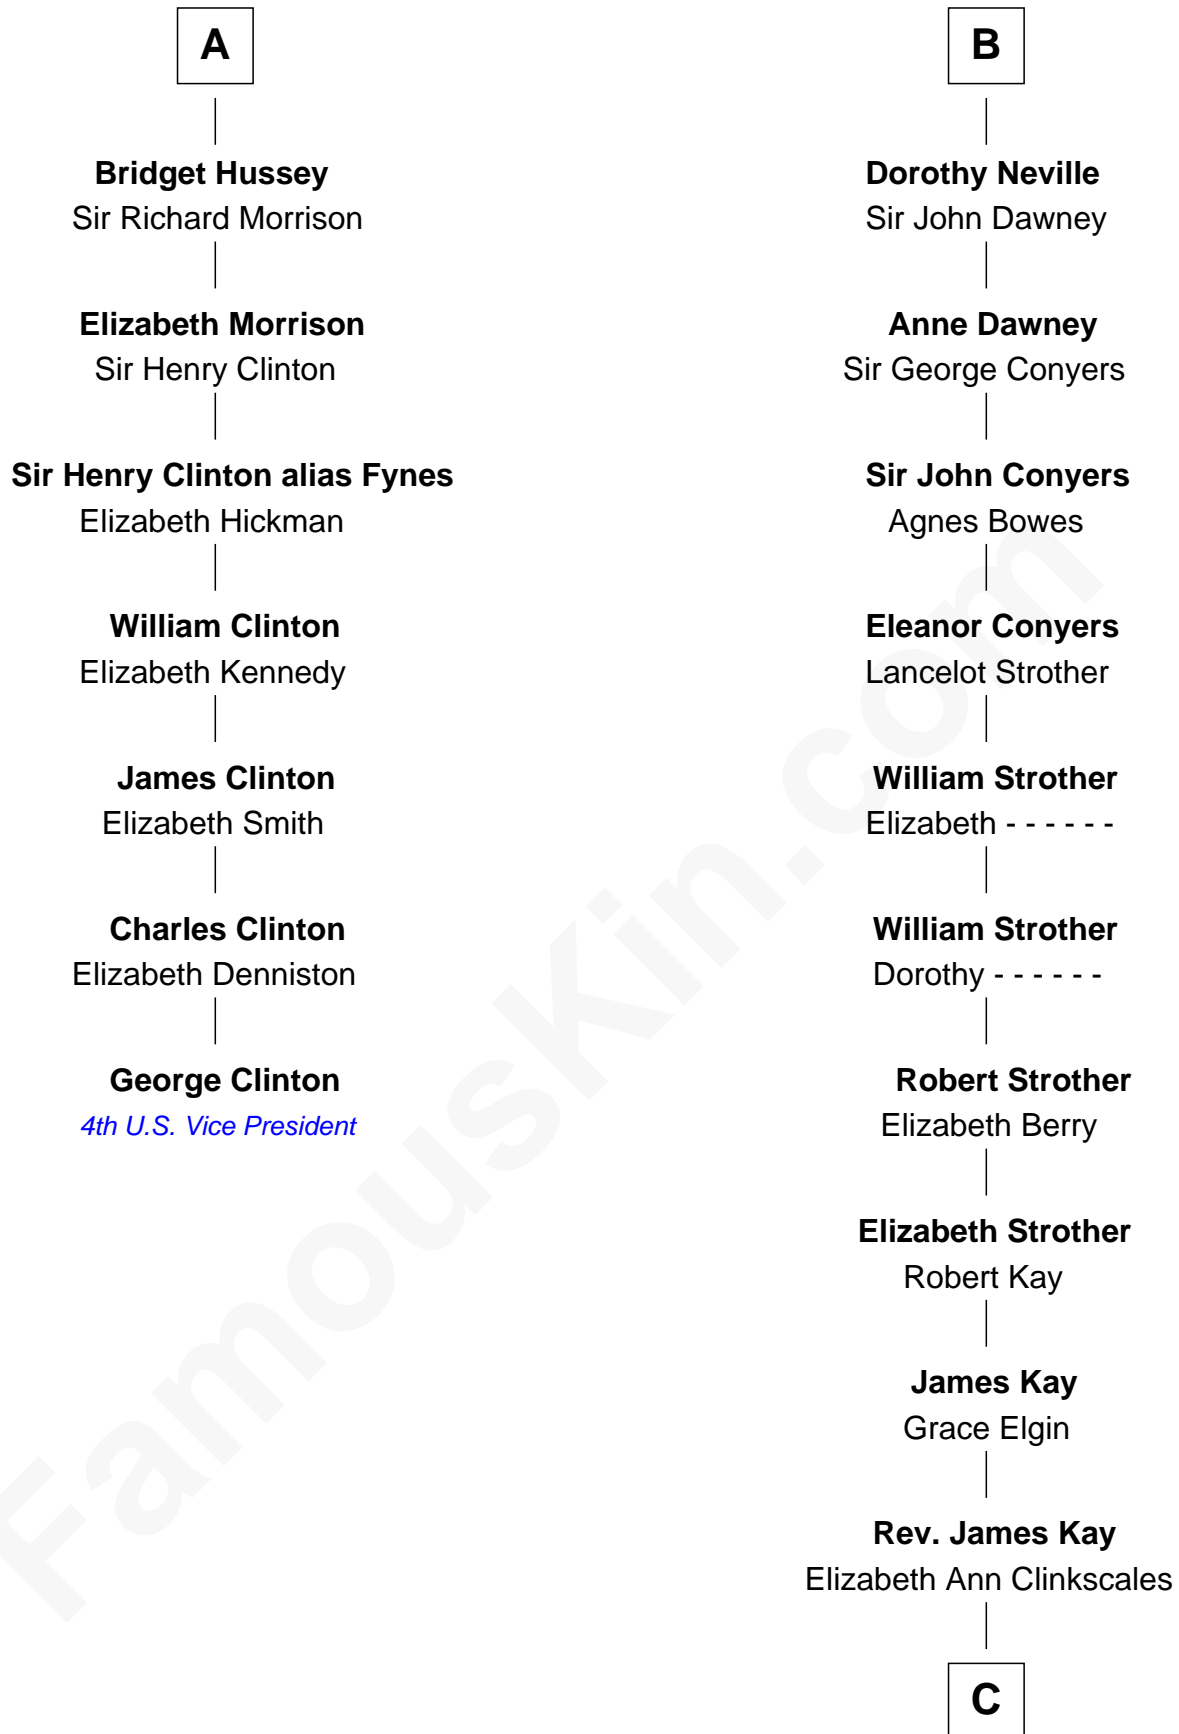 A
Bridget Hussey
Sir Richard Morrison
Elizabeth Morrison
Sir Henry Clinton
Sir Henry Clinton alias Fynes
Elizabeth Hickman
William Clinton
Elizabeth Kennedy
James Clinton
Elizabeth Smith
Charles Clinton
Elizabeth Denniston
George Clinton
4th U.S. Vice President
B
Dorothy Neville
Sir John Dawney
Anne Dawney
Sir George Conyers
Sir John Conyers
Agnes Bowes
Eleanor Conyers
Lancelot Strother
William Strother
Elizabeth - - - - - -
William Strother
Dorothy - - - - - -
Robert Strother
Elizabeth Berry
Elizabeth Strother
Robert Kay
James Kay
Grace Elgin
Rev. James Kay
Elizabeth Ann Clinkscales
C
FamousKin.com